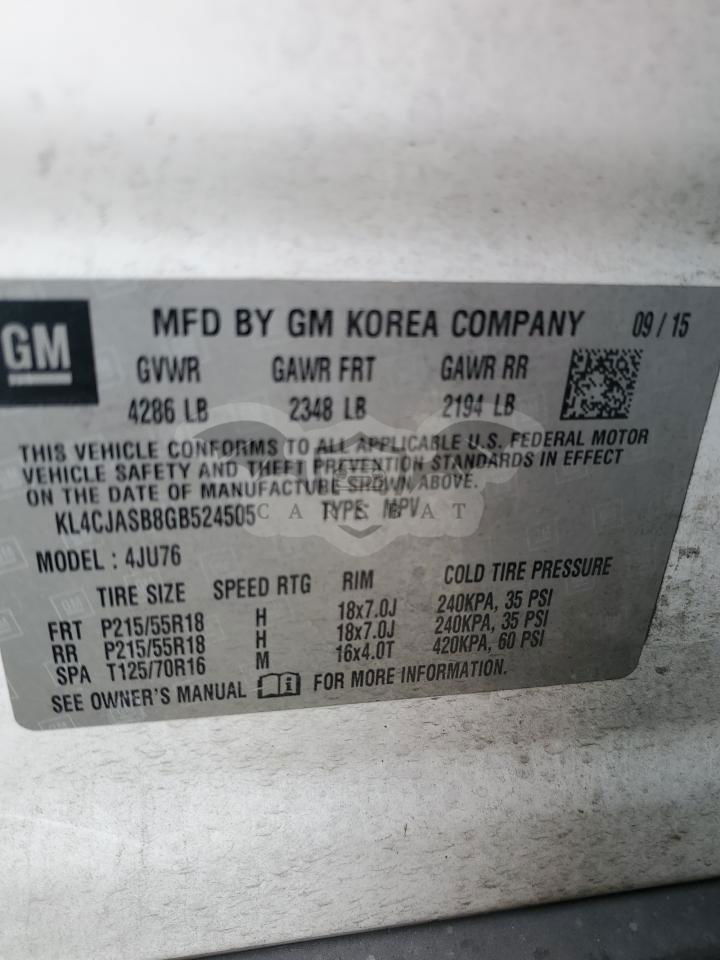 GM
MFD BY GM KOREA COMPANY 09/15
GVWR GAWR FRT GAWR RR
4286 LB 2348 LB 2194 LB
THIS VEHICLE CONFORMS TO ALL APPLICABLE U.S. FEDERAL MOTOR
VEHICLE SAFETY AND THEFT PREVENTION STANDARDS IN EFFECT
ON THE DATE OF MANUFACTURE SHOWN ABOVE.
KL4CJASB8GB524505 TYPE: MPV
MODEL : 4JU76
TIRE SIZE SPEED RTG RIM COLD TIRE PRESSURE
FRT P215/55R18 H 18x7.0J 240KPA, 35 PSI
RR P215/55R18 H 18x7.0J 240KPA, 35 PSI
SPA T125/70R16 M 16x4.0T 420KPA, 60 PSI
SEE OWNER'S MANUAL FOR MORE INFORMATION.